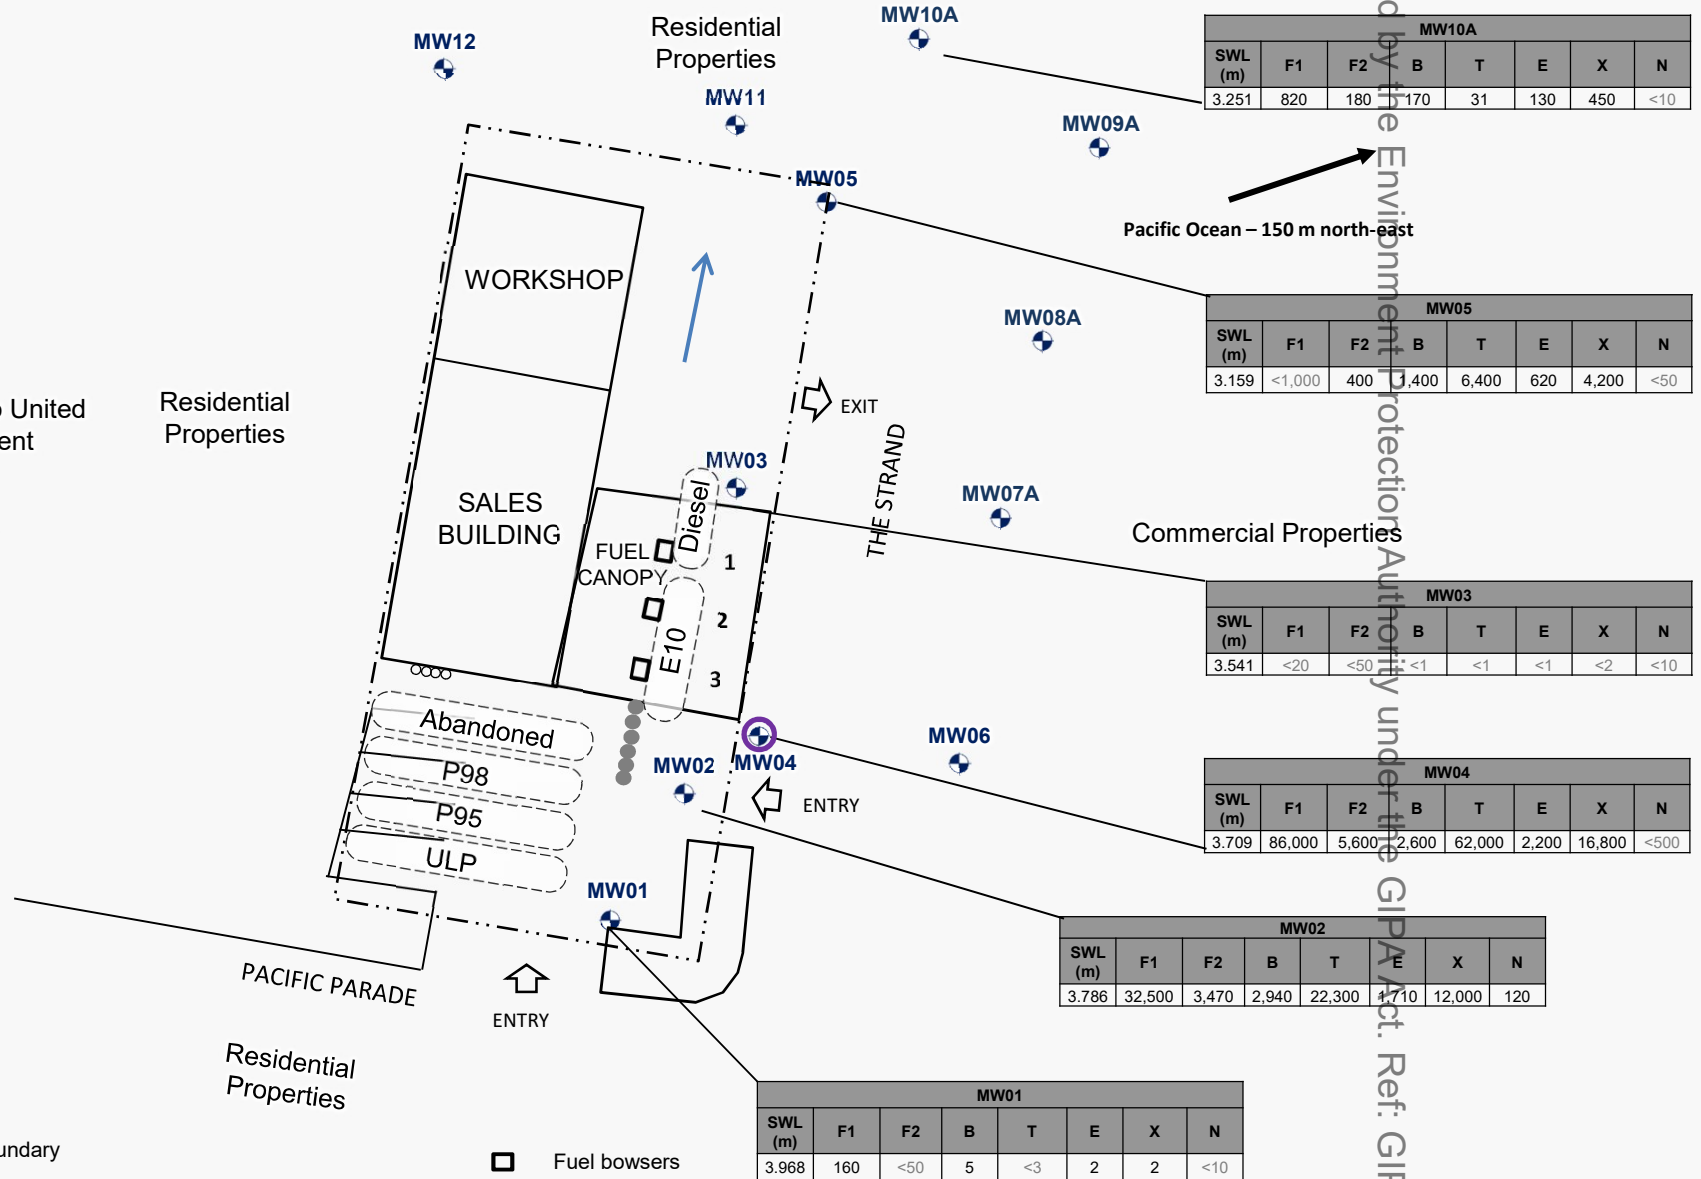 MW12
Residential
Properties
MW11
MW10A
MW09A
MW05
Pacific Ocean – 150 m north-east
WORKSHOP
MW08A
EXIT
Residential
Properties
United
ent
MW03
Diesel
THE STRAND
MW07A
Commercial Properties
SALES
BUILDING
FUEL
CANOPY
1
2
3
E10
Abandoned
P98
P95
ULP
MW02
MW04
MW06
ENTRY
MW01
PACIFIC PARADE
ENTRY
Residential
Properties
undary
Fuel bowsers
MW10A
SWL (m) F1 F2 B T E X N
3.251 820 180 170 31 130 450 <10
MW05
SWL (m) F1 F2 B T E X N
3.159 <1,000 400 1,400 6,400 620 4,200 <50
MW03
SWL (m) F1 F2 B T E X N
3.541 <20 <50 <1 <1 <1 <2 <10
MW04
SWL (m) F1 F2 B T E X N
3.709 86,000 5,600 2,600 62,000 2,200 16,800 <500
MW02
SWL (m) F1 F2 B T E X N
3.786 32,500 3,470 2,940 22,300 1,710 12,000 120
MW01
SWL (m) F1 F2 B T E X N
3.968 160 <50 5 <3 2 2 <10
d by the Environment Protection Authority under the GIPA Act. Ref: GIP